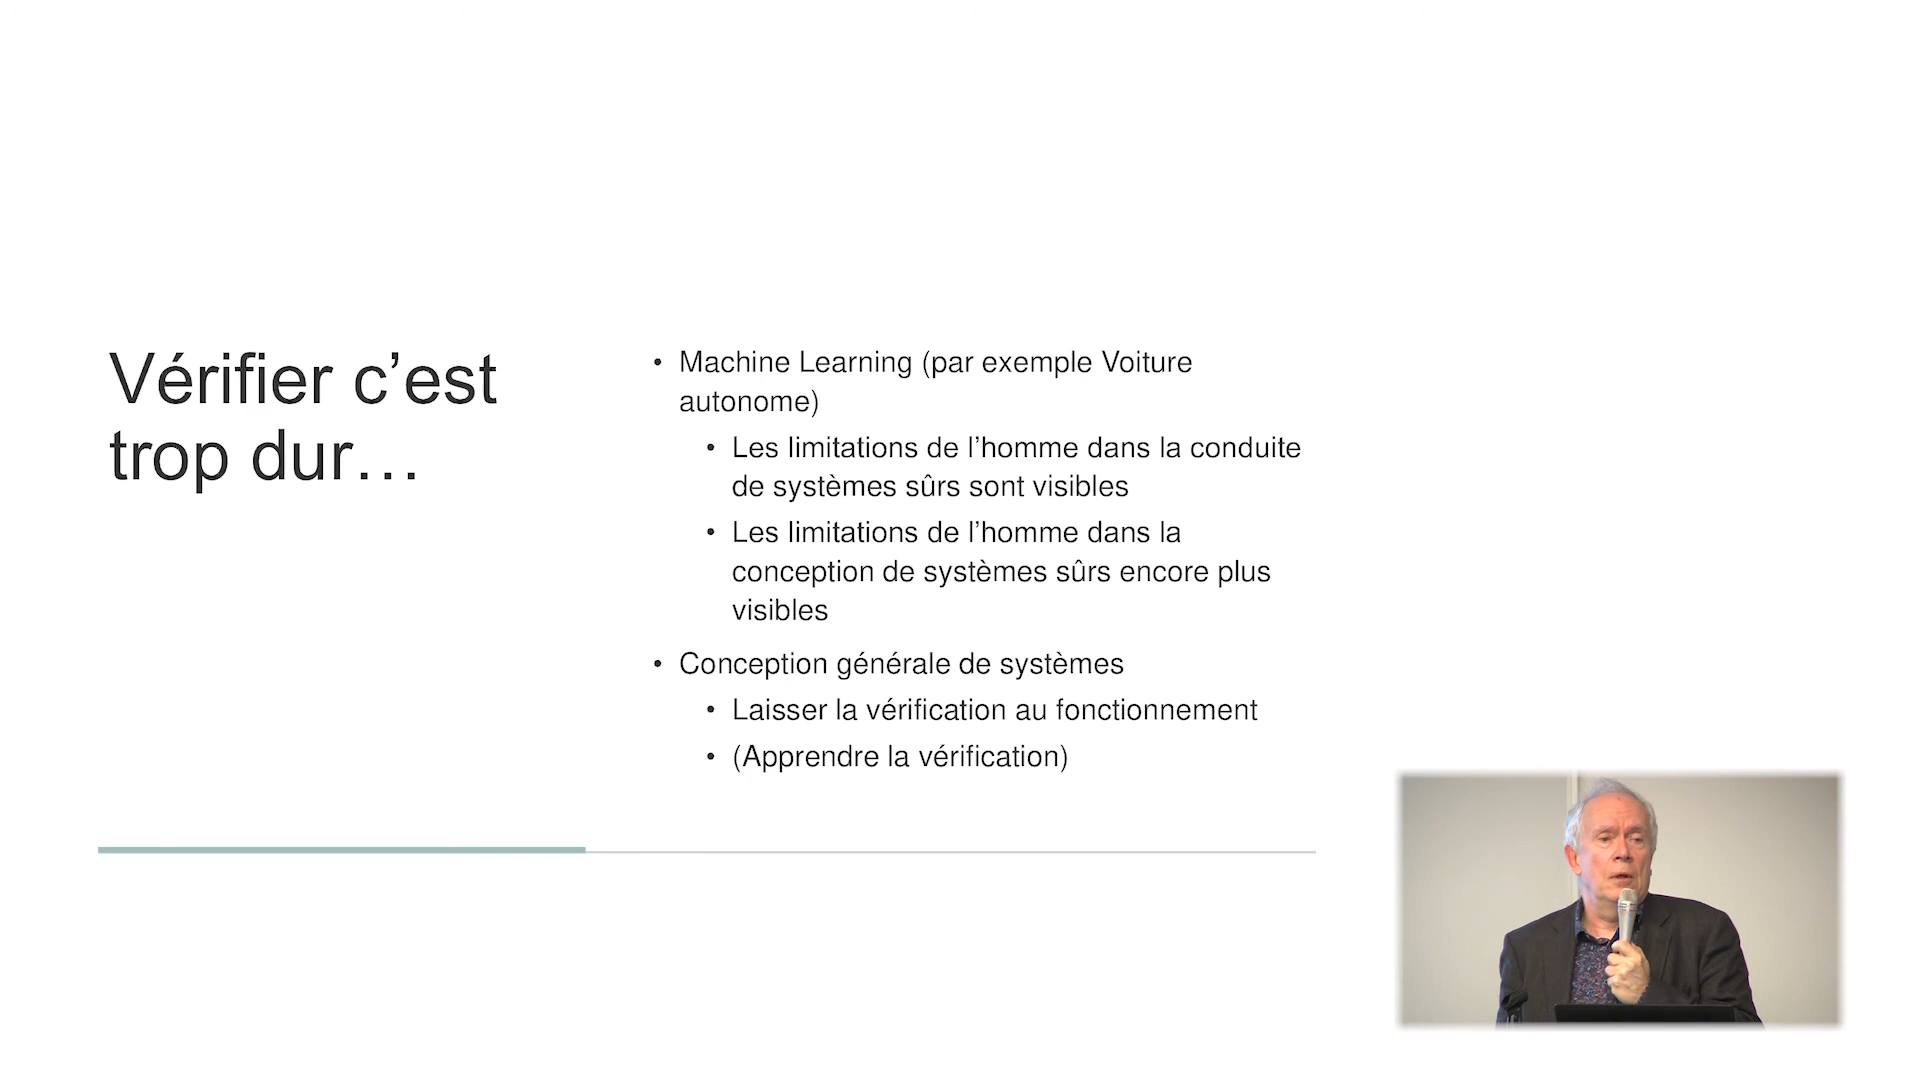 Vérifier c’est
trop dur…
• Machine Learning (par exemple Voiture
autonome)
• Les limitations de l’homme dans la conduite
de systèmes sûrs sont visibles
• Les limitations de l’homme dans la
conception de systèmes sûrs encore plus
visibles
• Conception générale de systèmes
• Laisser la vérification au fonctionnement
• (Apprendre la vérification)